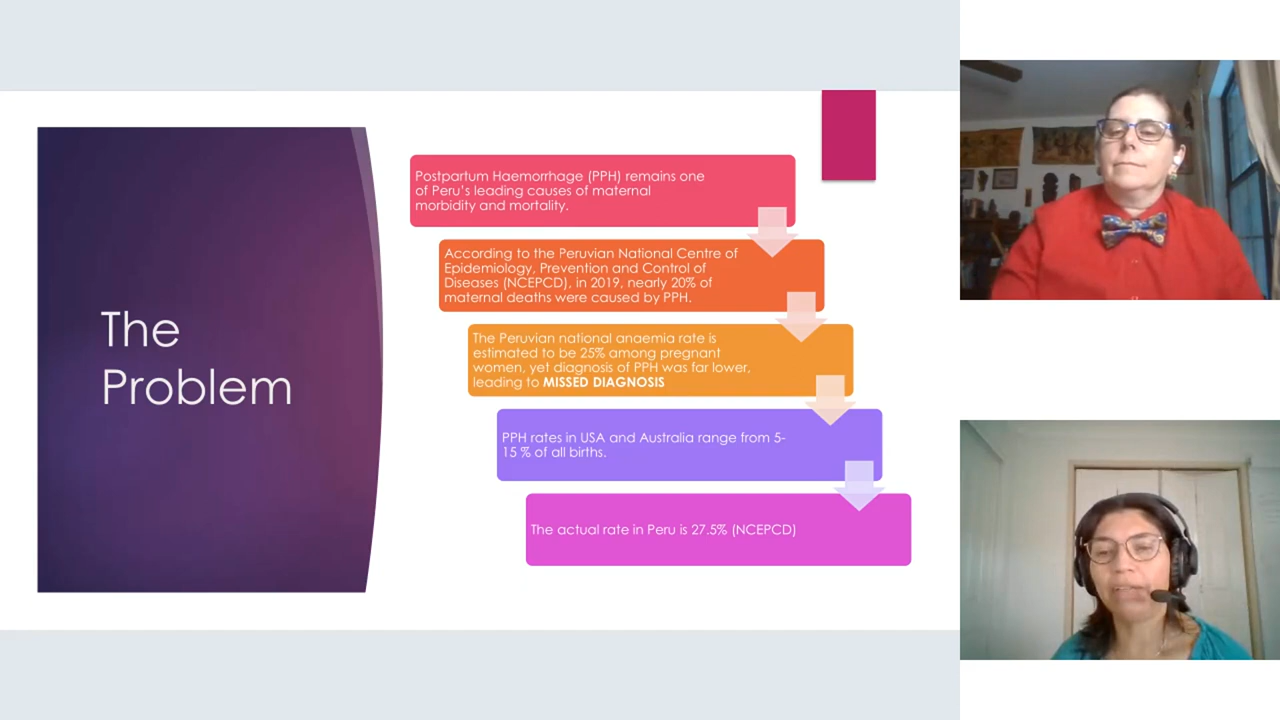 The
Problem
Postpartum Haemorrhage (PPH) remains one
of Peru's leading causes of maternal
morbidity and mortality.
According to the Peruvian National Centre of
Epidemiology, Prevention and Control of
Diseases (NCEPCD), in 2019, nearly 20% of
maternal deaths were caused by PPH.
The Peruvian national anaemia rate is
estimated to be 25% among pregnant
women, yet diagnosis of PPH was far lower,
leading to MISSED DIAGNOSIS
PPH rates in USA and Australia range from 5-
15 % of all births.
The actual rate in Peru is 27.5% (NCEPCD)